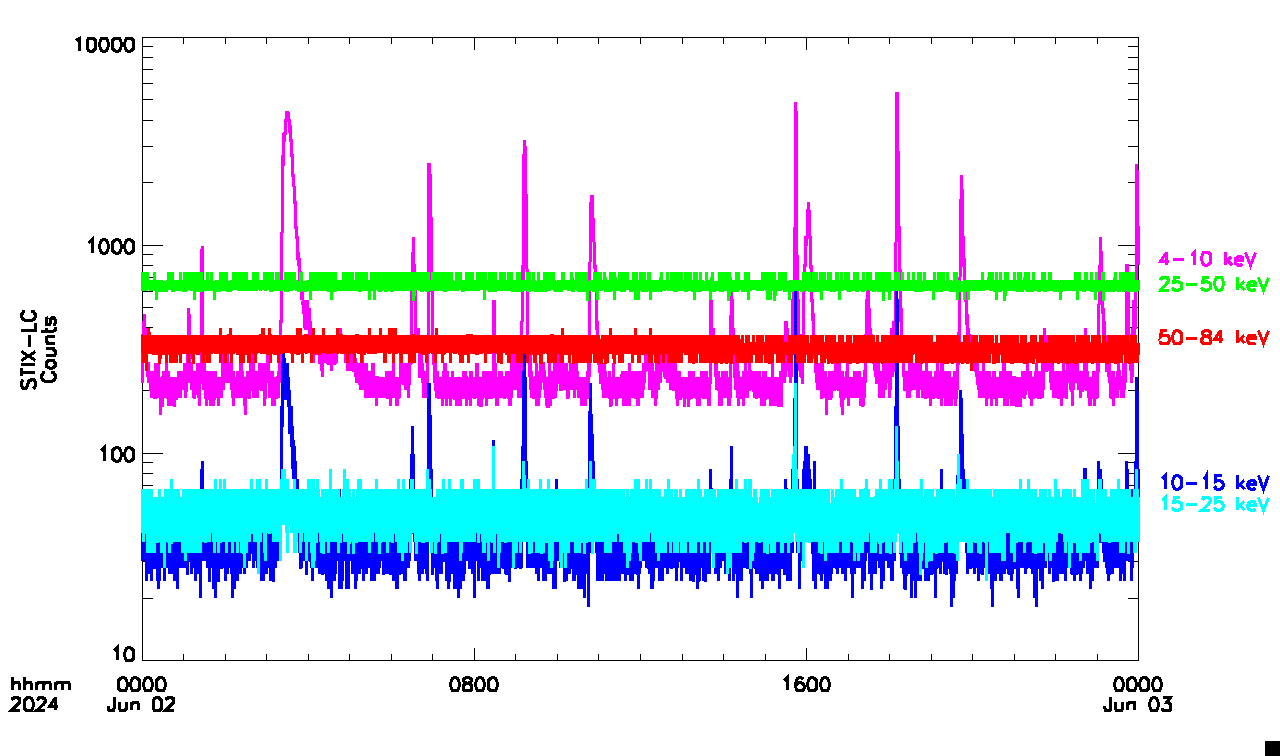 10000
1000
100
10
STIX-LC
Counts
4-10 keV
25-50 keV
50-84 keV
10-15 keV
15-25 keV
hhmm 0000 0800 1600 0000
2024 Jun 02 Jun 03